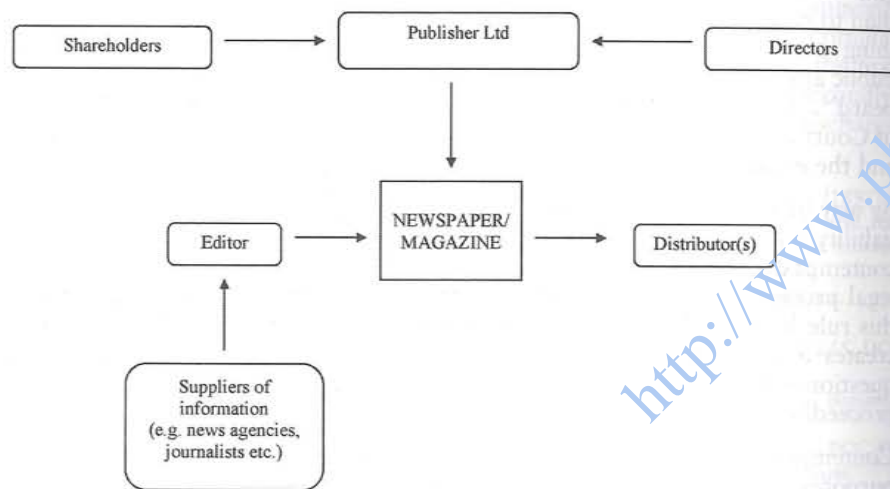 Shareholders
Publisher Ltd
Directors
NEWSPAPER/
MAGAZINE
Editor
Distributor(s)
Suppliers of
information
(e.g. news agencies,
journalists etc.)
http://www.p